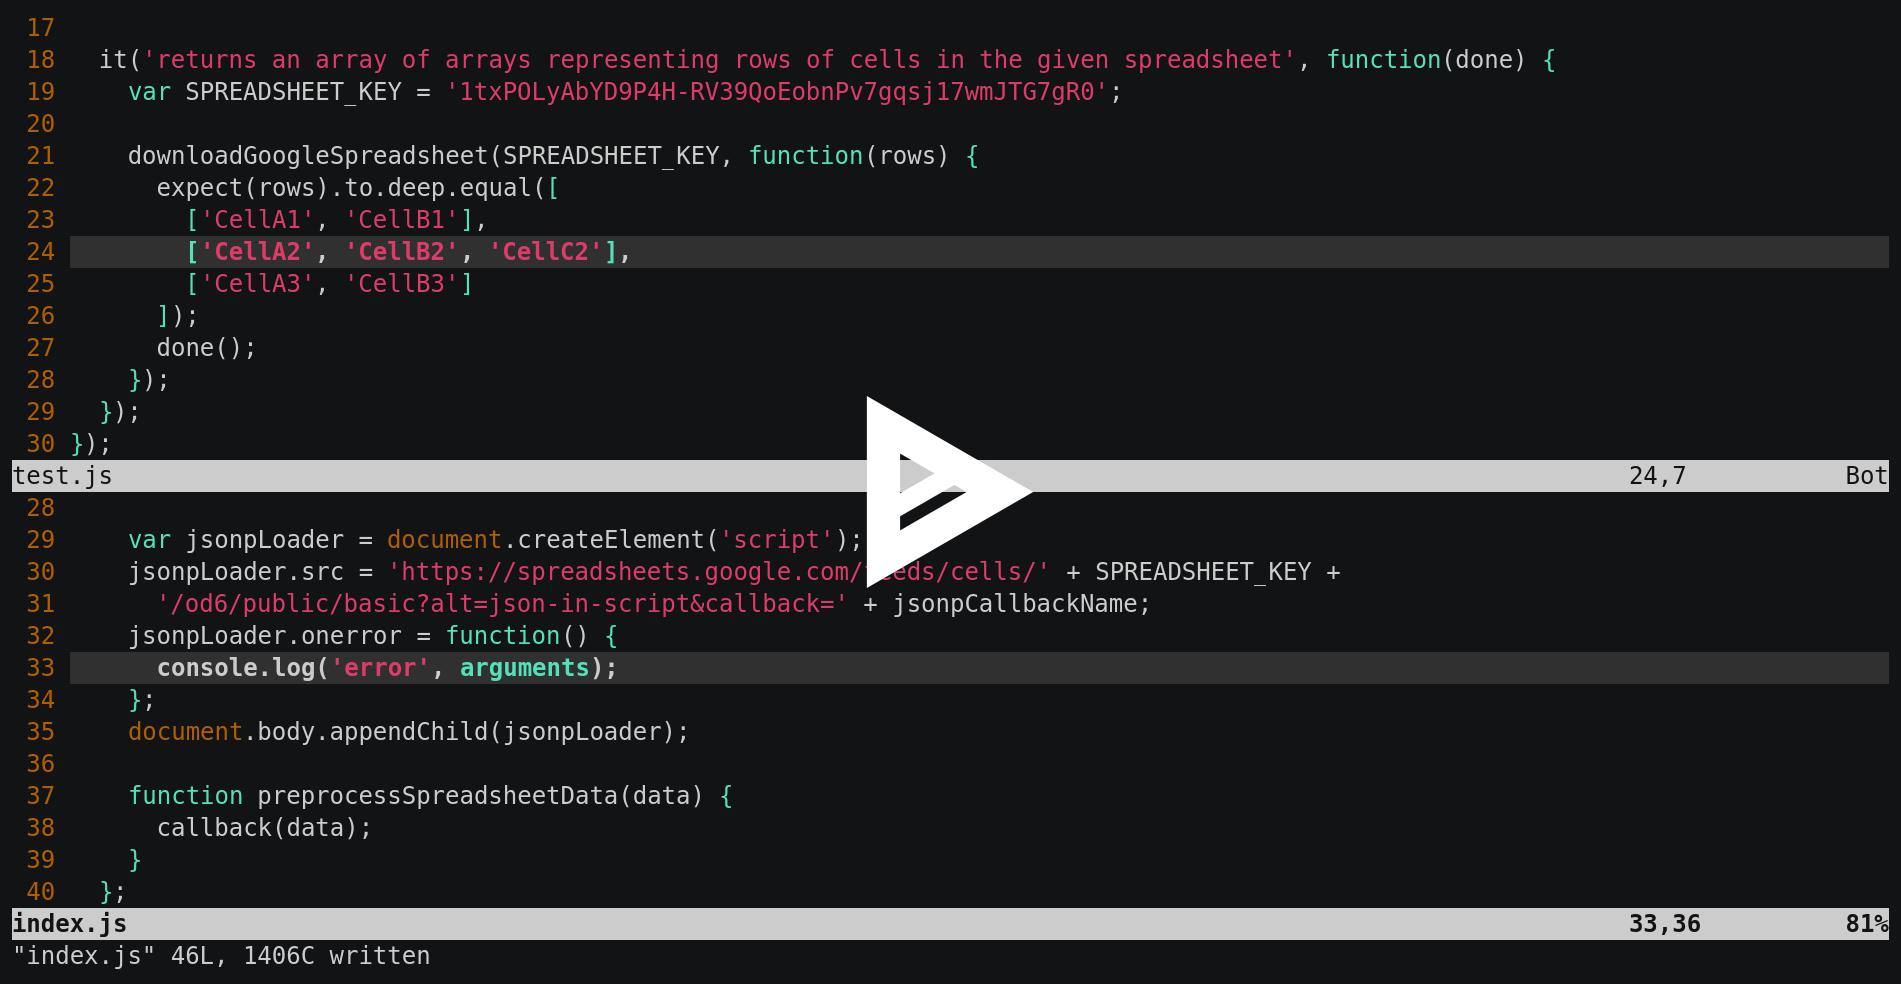 17
18   it('returns an array of arrays representing rows of cells in the given spreadsheet', function(done) {
19     var SPREADSHEET_KEY = '1txPOLyAbYD9P4H-RV39QoEobnPv7gqsj17wmJTG7gR0';
20
21     downloadGoogleSpreadsheet(SPREADSHEET_KEY, function(rows) {
22       expect(rows).to.deep.equal([
23         ['CellA1', 'CellB1'],
24         ['CellA2', 'CellB2', 'CellC2'],
25         ['CellA3', 'CellB3']
26       ]);
27       done();
28     });
29   });
30 });
test.js 24,7 Bot
28
29     var jsonpLoader = document.createElement('script');
30     jsonpLoader.src = 'https://spreadsheets.google.com/feeds/cells/' + SPREADSHEET_KEY +
31       '/od6/public/basic?alt=json-in-script&callback=' + jsonpCallbackName;
32     jsonpLoader.onerror = function() {
33       console.log('error', arguments);
34     };
35     document.body.appendChild(jsonpLoader);
36
37     function preprocessSpreadsheetData(data) {
38       callback(data);
39     }
40   };
index.js 33,36 81%
"index.js" 46L, 1406C written